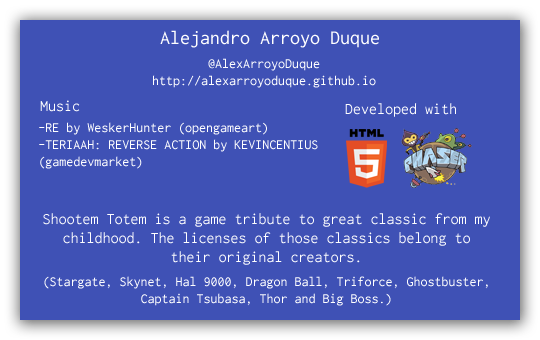 Alejandro Arroyo Duque
@AlexArroyoDuque
http://alexarroyoduque.github.io
Music
-RE by WeskerHunter (opengameart)
-TERIAAH: REVERSE ACTION by KEVINCENTIUS
(gamedevmarket)
Developed with
HTML
5
PHASER
Shootem Totem is a game tribute to great classic from my
childhood. The licenses of those classics belong to
their original creators.
(Stargate, Skynet, Hal 9000, Dragon Ball, Triforce, Ghostbuster,
Captain Tsubasa, Thor and Big Boss.)